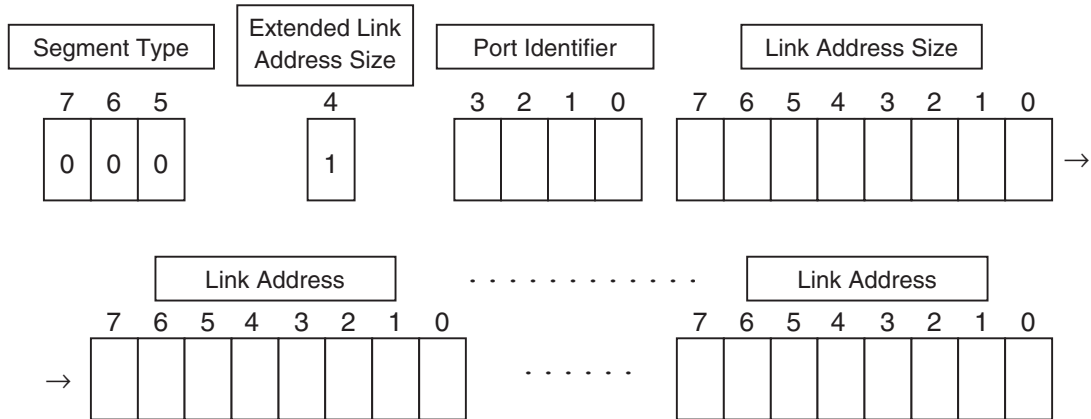 Segment Type
Extended Link
Address Size
Port Identifier
Link Address Size
7 6 5
4
3 2 1 0
7 6 5 4 3 2 1 0
0 0 0
1
→
Link Address
. . . . . . . . . . . .
Link Address
7 6 5 4 3 2 1 0
7 6 5 4 3 2 1 0
→
. . . . . .